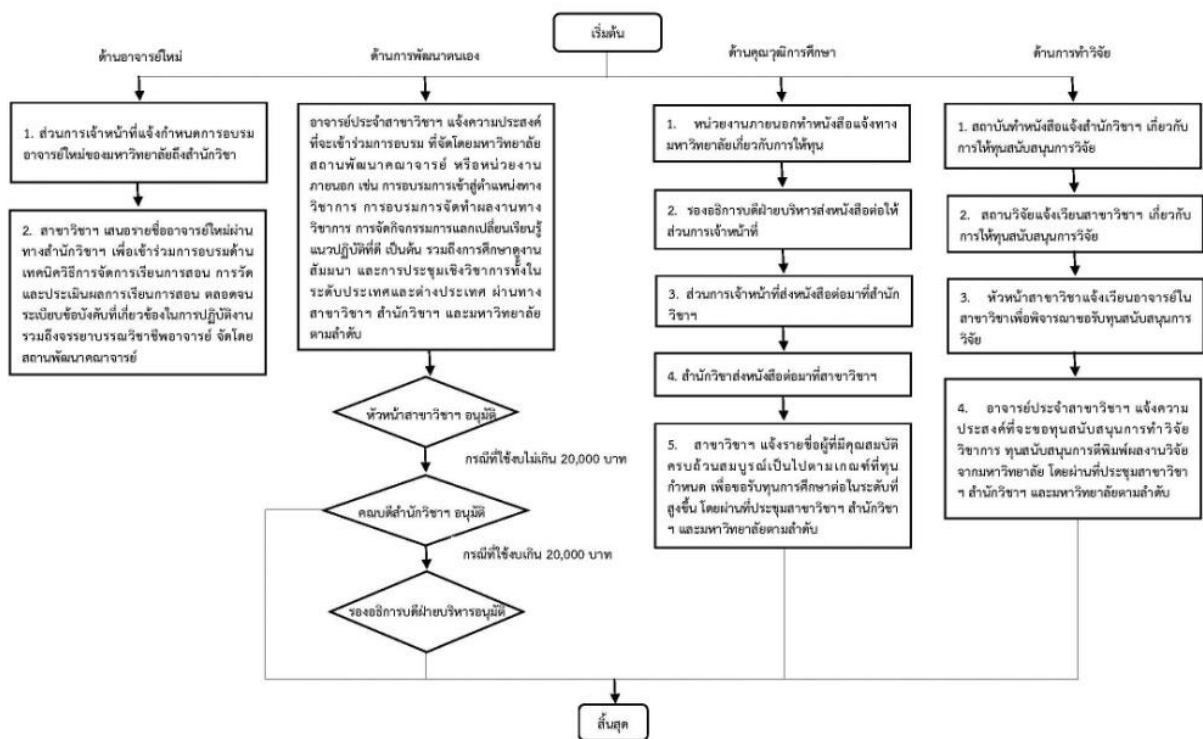 เริ่มต้น
ด้านอาจารย์ใหม่
1. ส่วนการเจ้าหน้าที่แจ้งกำหนดการอบรม
อาจารย์ใหม่ของมหาวิทยาลัยถึงสำนักวิชา
2. สาขาวิชาฯ เสนอรายชื่ออาจารย์ใหม่ผ่าน
ทางสำนักวิชาฯ เพื่อเข้าร่วมการอบรมด้าน
เทคนิควิธีการจัดการเรียนการสอน การวัด
และประเมินผลการเรียนการสอน ตลอดจน
ระเบียบข้อบังคับที่เกี่ยวข้องในการปฏิบัติงาน
รวมถึงจรรยาบรรณวิชาชีพอาจารย์ จัดโดย
สถานพัฒนาคณาจารย์
ด้านการพัฒนาตนเอง
อาจารย์ประจำสาขาวิชาฯ แจ้งความประสงค์
ที่จะเข้าร่วมการอบรม ที่จัดโดยมหาวิทยาลัย
สถานพัฒนาคณาจารย์ หรือหน่วยงาน
ภายนอก เช่น การอบรมการเข้าสู่ตำแหน่งทาง
วิชาการ การอบรมการจัดทำผลงานทาง
วิชาการ การจัดกิจกรรมการแลกเปลี่ยนเรียนรู้
แนวปฏิบัติที่ดี เป็นต้น รวมถึงการศึกษาดูงาน
สัมมนา และการประชุมเชิงวิชาการทั้งใน
ระดับประเทศและต่างประเทศ ผ่านทาง
สาขาวิชาฯ สำนักวิชาฯ และมหาวิทยาลัย
ตามลำดับ
หัวหน้าสาขาวิชาฯ อนุมัติ
กรณีที่ใช้งบไม่เกิน 20,000 บาท
คณบดีสำนักวิชาฯ อนุมัติ
กรณีที่ใช้งบเกิน 20,000 บาท
รองอธิการบดีฝ่ายบริหารอนุมัติ
ด้านคุณวุฒิการศึกษา
1. หน่วยงานภายนอกทำหนังสือแจ้งทาง
มหาวิทยาลัยเกี่ยวกับการให้ทุน
2. รองอธิการบดีฝ่ายบริหารส่งหนังสือต่อให้
ส่วนการเจ้าหน้าที่
3. ส่วนการเจ้าหน้าที่ส่งหนังสือต่อมาที่สำนัก
วิชาฯ
4. สำนักวิชาส่งหนังสือต่อมาที่สาขาวิชาฯ
5. สาขาวิชาฯ แจ้งรายชื่อผู้ที่มีคุณสมบัติ
ครบถ้วนสมบูรณ์เป็นไปตามเกณฑ์ที่ทุน
กำหนด เพื่อขอรับทุนการศึกษาต่อในระดับที่
สูงขึ้น โดยผ่านที่ประชุมสาขาวิชาฯ สำนักวิชา
ฯ และมหาวิทยาลัยตามลำดับ
ด้านการทำวิจัย
1. สถาบันทำหนังสือแจ้งสำนักวิชาฯ เกี่ยวกับ
การให้ทุนสนับสนุนการวิจัย
2. สถานวิจัยแจ้งเวียนสาขาวิชาฯ เกี่ยวกับ
การให้ทุนสนับสนุนการวิจัย
3. หัวหน้าสาขาวิชาแจ้งเวียนอาจารย์ใน
สาขาวิชาเพื่อพิจารณาขอรับทุนสนับสนุนการ
วิจัย
4. อาจารย์ประจำสาขาวิชาฯ แจ้งความ
ประสงค์ที่จะขอทุนสนับสนุนการทำวิจัย
วิชาการ ทุนสนับสนุนการตีพิมพ์ผลงานวิจัย
จากมหาวิทยาลัย โดยผ่านที่ประชุมสาขาวิชา
ฯ สำนักวิชาฯ และมหาวิทยาลัยตามลำดับ
สิ้นสุด